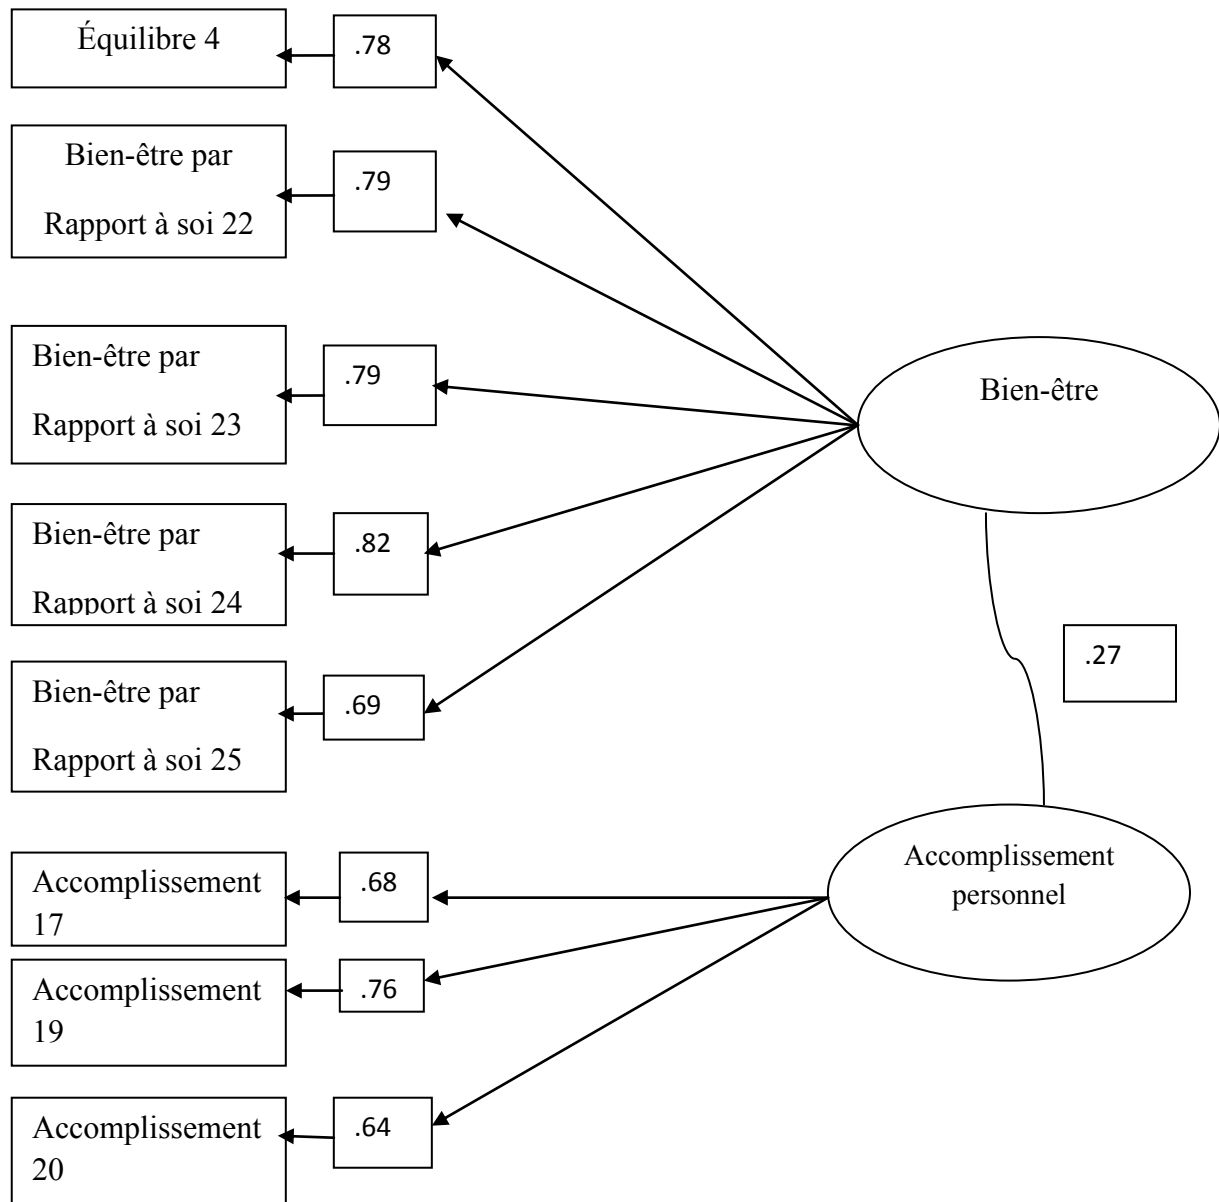 Équilibre 4
.78
Bien-être par
Rapport à soi 22
.79
Bien-être par
Rapport à soi 23
.79
Bien-être
Bien-être par
Rapport à soi 24
.82
Bien-être par
Rapport à soi 25
.69
.27
Accomplissement
17
.68
Accomplissement
personnel
Accomplissement
19
.76
Accomplissement
20
.64